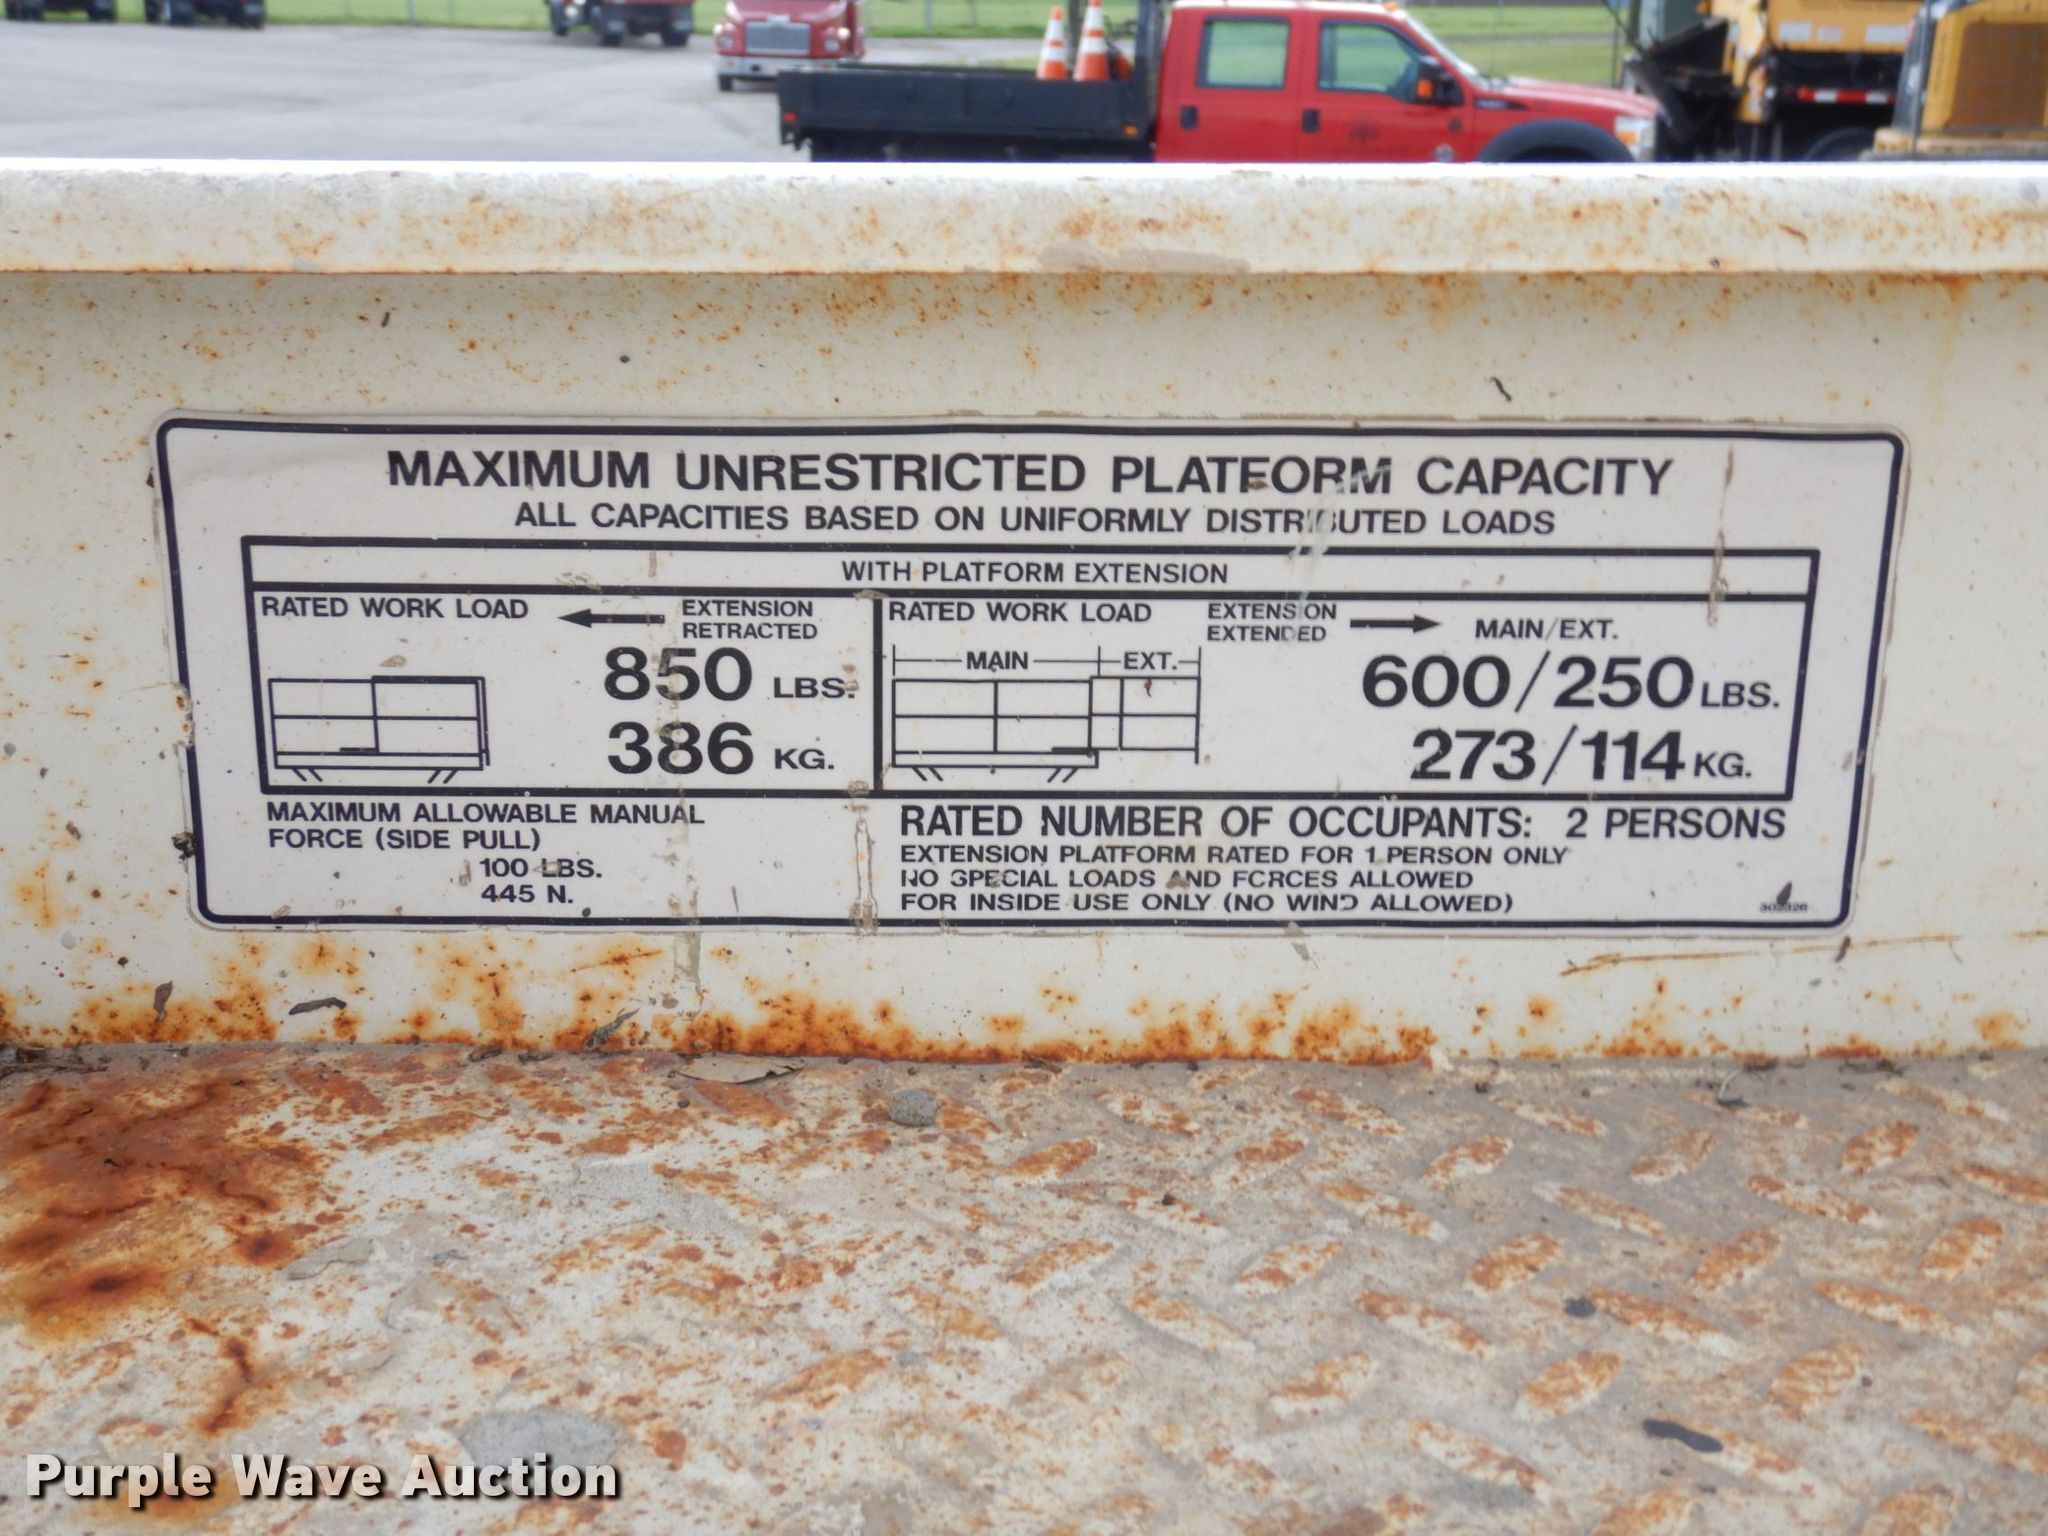 MAXIMUM UNRESTRICTED PLATFORM CAPACITY
ALL CAPACITIES BASED ON UNIFORMLY DISTRIBUTED LOADS
WITH PLATFORM EXTENSION
RATED WORK LOAD
EXTENSION
RETRACTED
850 LBS.
386 KG.
RATED WORK LOAD
EXTENSION
EXTENDED
MAIN/EXT.
MAIN
EXT.
600/250 LBS.
273/114 KG.
MAXIMUM ALLOWABLE MANUAL
FORCE (SIDE PULL)
100 LBS.
445 N.
RATED NUMBER OF OCCUPANTS: 2 PERSONS
EXTENSION PLATFORM RATED FOR 1 PERSON ONLY
NO SPECIAL LOADS AND FORCES ALLOWED
FOR INSIDE USE ONLY (NO WIND ALLOWED)
Purple Wave Auction